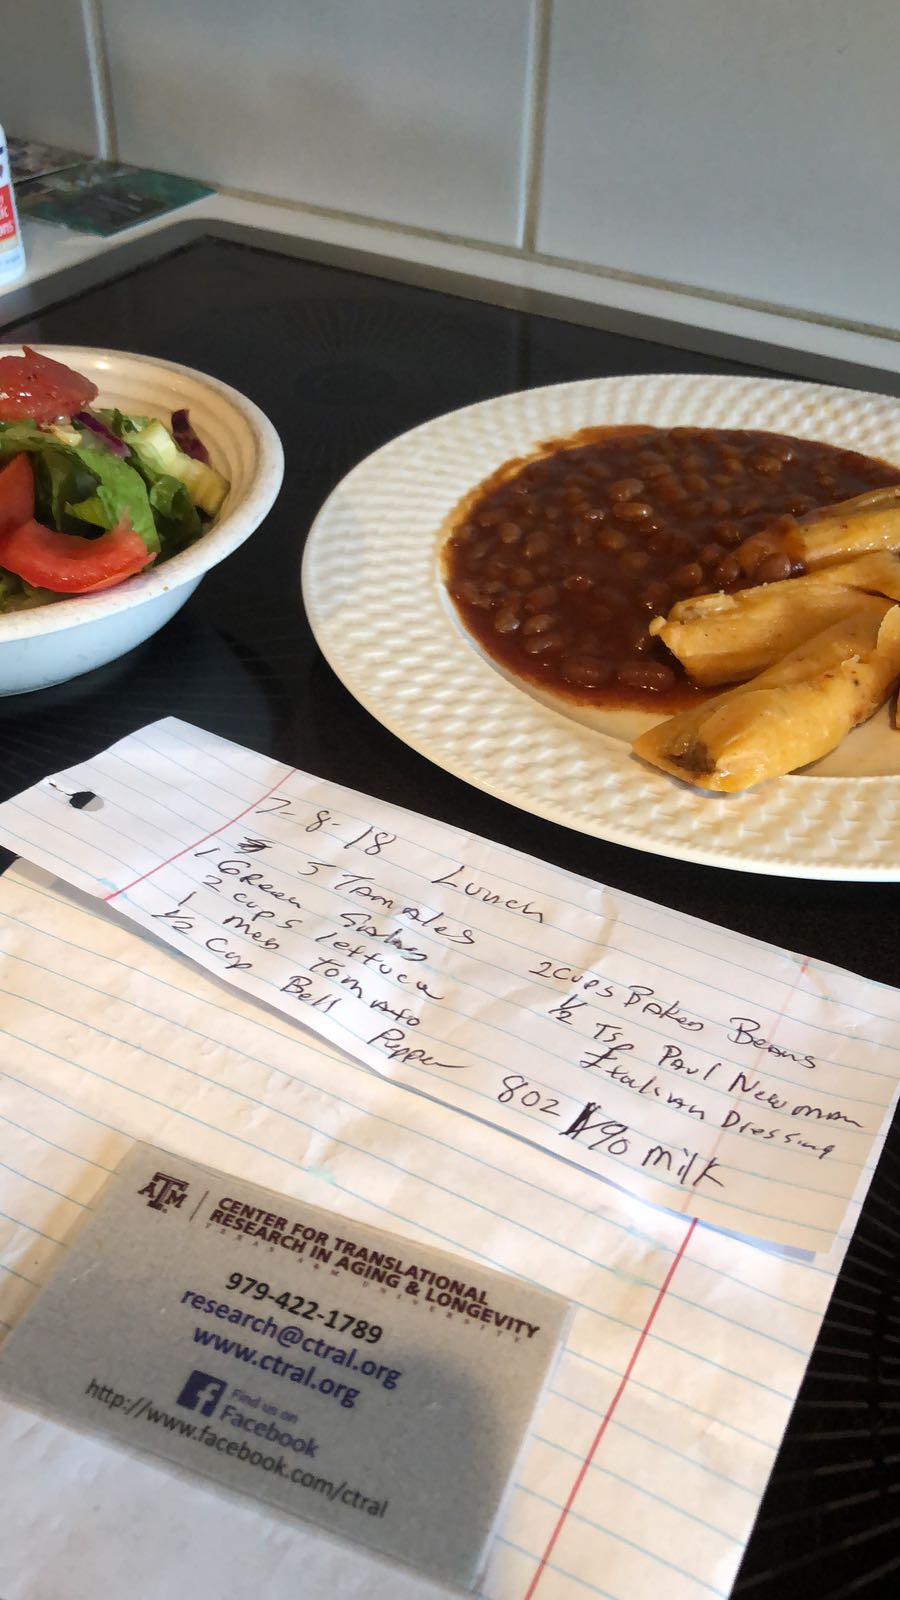 7-8-18 Lunch
5 Tamales
1 Green Salad
2 cups lettuce
1 Med Tomato
1/2 Cup Bell Pepper
2 Cups Baked Beans
1/2 Tsp Paul Newman
Italian Dressing
8oz 1% milk
ATM | CENTER FOR TRANSLATIONAL
RESEARCH IN AGING & LONGEVITY
TEXAS A&M UNIVERSITY
979-422-1789
research@ctral.org
www.ctral.org
Find us on
Facebook
http://www.facebook.com/ctral